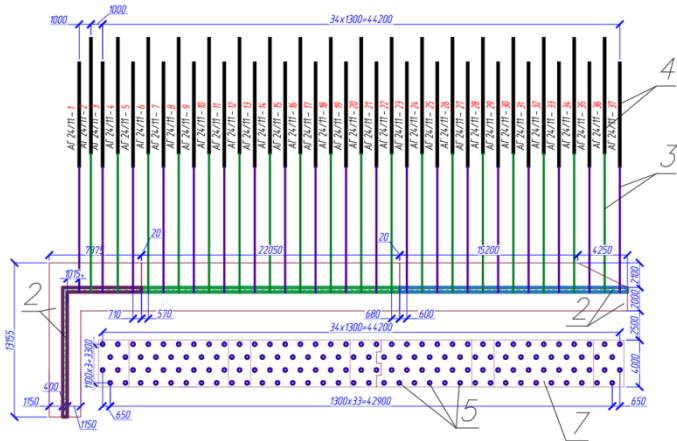 1000
1000
34x1300=44200
АГ 24/11 - 1
АГ 24/11 - 2
АГ 24/11 - 3
АГ 24/11 - 4
АГ 24/11 - 5
АГ 24/11 - 6
АГ 24/11 - 7
АГ 24/11 - 8
АГ 24/11 - 9
АГ 24/11 - 10
АГ 24/11 - 11
АГ 24/11 - 12
АГ 24/11 - 13
АГ 24/11 - 14
АГ 24/11 - 15
АГ 24/11 - 16
АГ 24/11 - 17
АГ 24/11 - 18
АГ 24/11 - 19
АГ 24/11 - 20
АГ 24/11 - 21
АГ 24/11 - 22
АГ 24/11 - 23
АГ 24/11 - 24
АГ 24/11 - 25
АГ 24/11 - 26
АГ 24/11 - 27
АГ 24/11 - 28
АГ 24/11 - 29
АГ 24/11 - 30
АГ 24/11 - 31
АГ 24/11 - 32
АГ 24/11 - 33
АГ 24/11 - 34
АГ 24/11 - 35
АГ 24/11 - 36
АГ 24/11 - 37
4
3
20
20
7875
22050
15200
4250
1015
2100
2
2
2000
710
570
680
600
13155
2500
34x1300=44200
1100x3=3300
4000
400
1150
1150
650
1300x33=42900
5
7
650